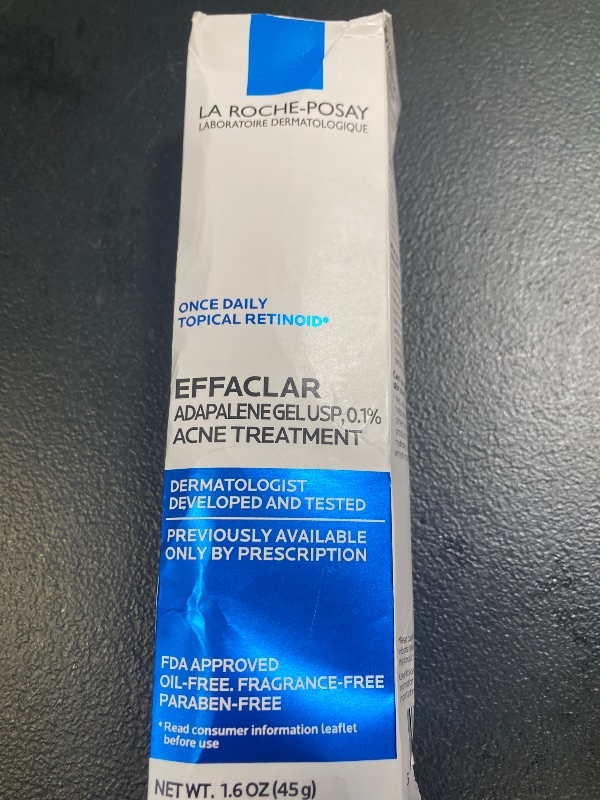 LA ROCHE-POSAY
LABORATOIRE DERMATOLOGIQUE
ONCE DAILY
TOPICAL RETINOID*
EFFACLAR
ADAPALENE GEL USP, 0.1%
ACNE TREATMENT
DERMATOLOGIST
DEVELOPED AND TESTED
PREVIOUSLY AVAILABLE
ONLY BY PRESCRIPTION
FDA APPROVED
OIL-FREE. FRAGRANCE-FREE
PARABEN-FREE
*Read consumer information leaflet
before use
NET WT. 1.6 OZ (45 g)